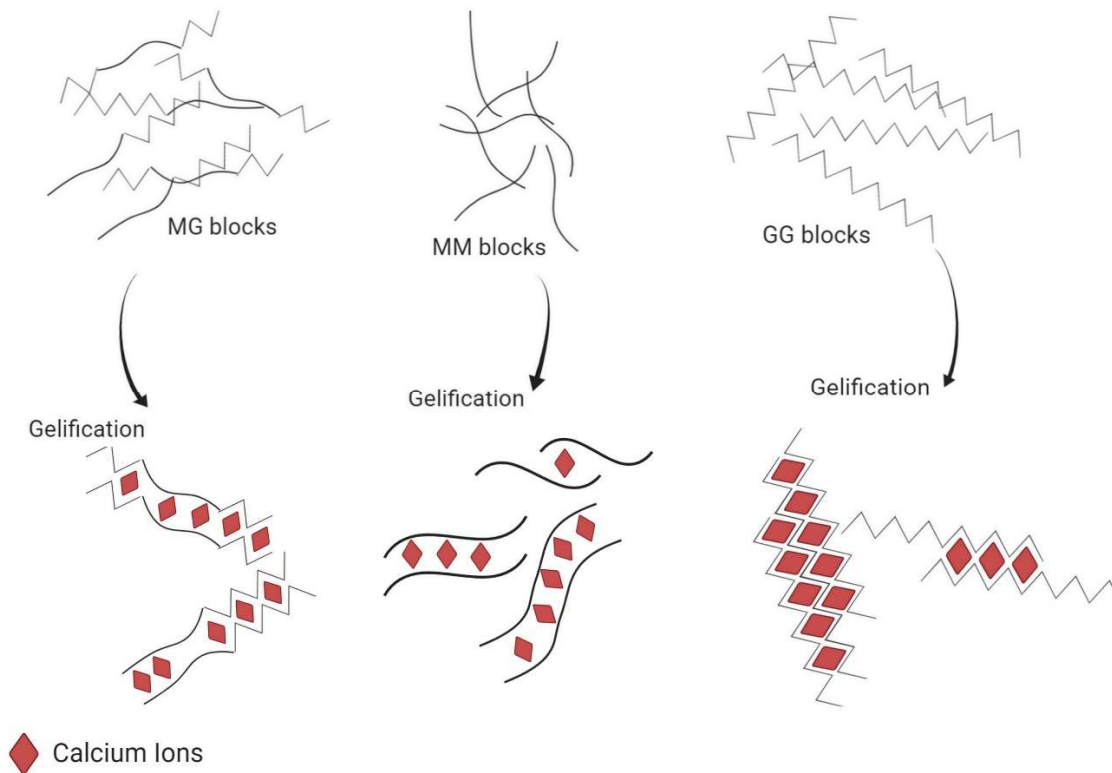 MG blocks
MM blocks
GG blocks
Gelification
Gelification
Gelification
Calcium Ions